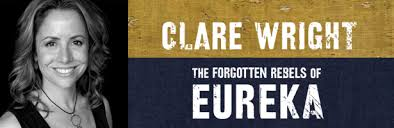 CLARE WRIGHT
THE FORGOTTEN REBELS OF
EUREKA